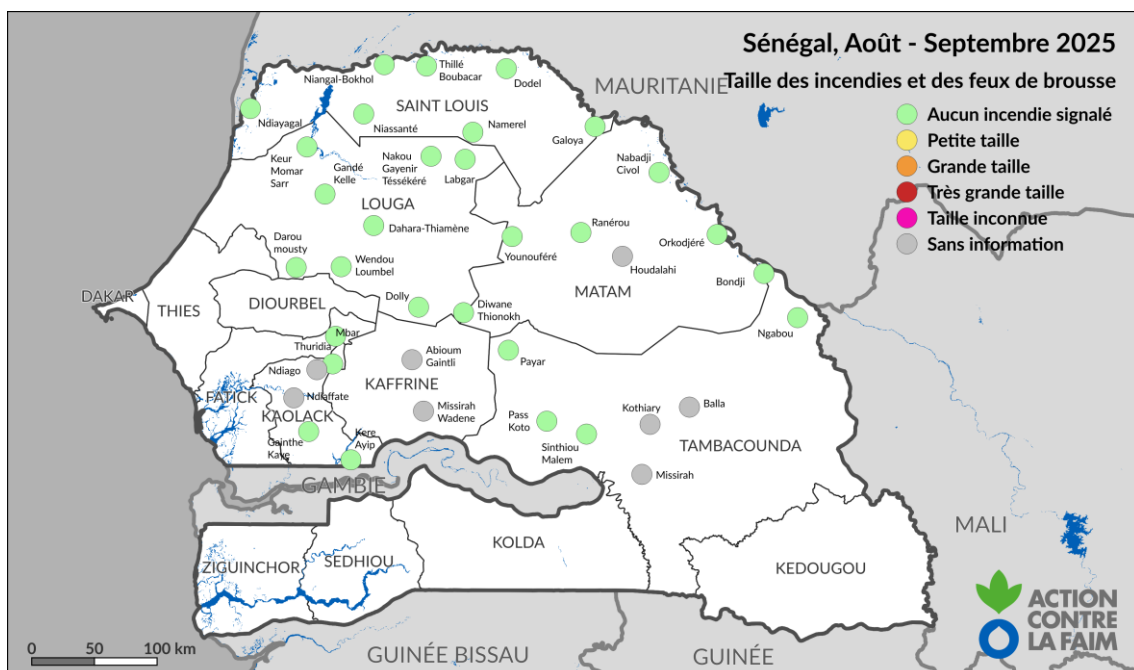 Sénégal, Août - Septembre 2025
Taille des incendies et des feux de brousse
Aucun incendie signalé
Petite taille
Grande taille
Très grande taille
Taille inconnue
Sans information
MAURITANIE
Niangal-Bokhol
Thillé
Boubacar
Dodel
SAINT LOUIS
Ndiayagal
Niassanté
Namerel
Galoya
Keur
Momar
Sarr
Gandé
Kelle
Nakou
Gayenir
Téssékéré
Labgar
Nabadji
Civol
LOUGA
Dahara-Thiamène
Ranérou
Orkodjéré
Younouféré
Houdalahi
Darou
mousty
Wendou
Loumbel
Bondji
MATAM
DAKAR
THIES
DIOURBEL
Dolly
Diwane
Thionokh
Ngabou
Mbar
Thuridia
Abioum
Gaintli
Payar
Ndiago
KAFFRINE
FATICK
Ndiaffate
Missirah
Wadene
Balla
KAOLACK
Pass
Koto
Kothiary
Gainthe
Kaye
Kere
Ayip
Sinthiou
Malem
TAMBACOUNDA
Missirah
GAMBIE
MALI
KOLDA
ZIGUINCHOR
SEDHIOU
KEDOUGOU
ACTION
CONTRE
LA FAIM
0 50 100 km
GUINÉE BISSAU
GUINÉE